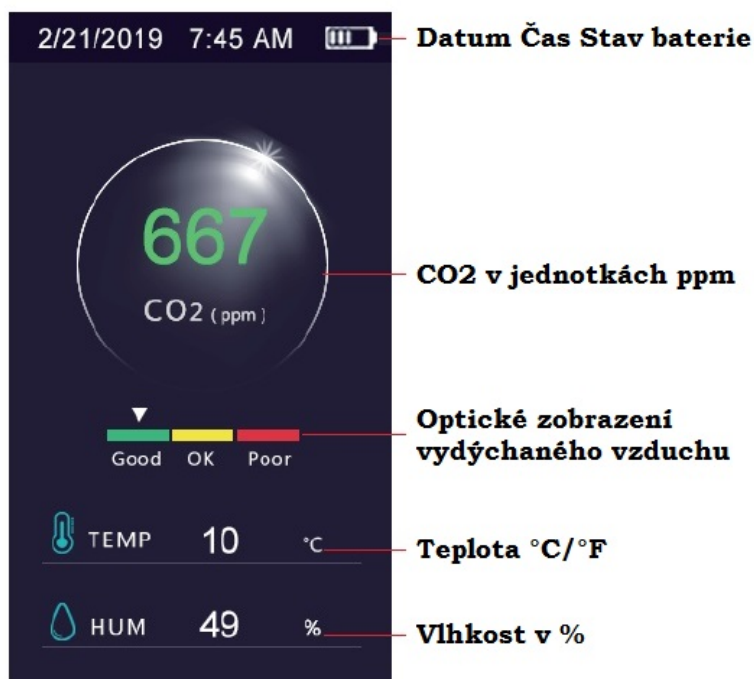 2/21/2019 7:45 AM
Datum Čas Stav baterie
667
CO2 (ppm)
CO2 v jednotkách ppm
Good OK Poor
Optické zobrazení
vydýchaného vzduchu
TEMP 10 °C
Teplota °C/°F
HUM 49 %
Vlhkost v %